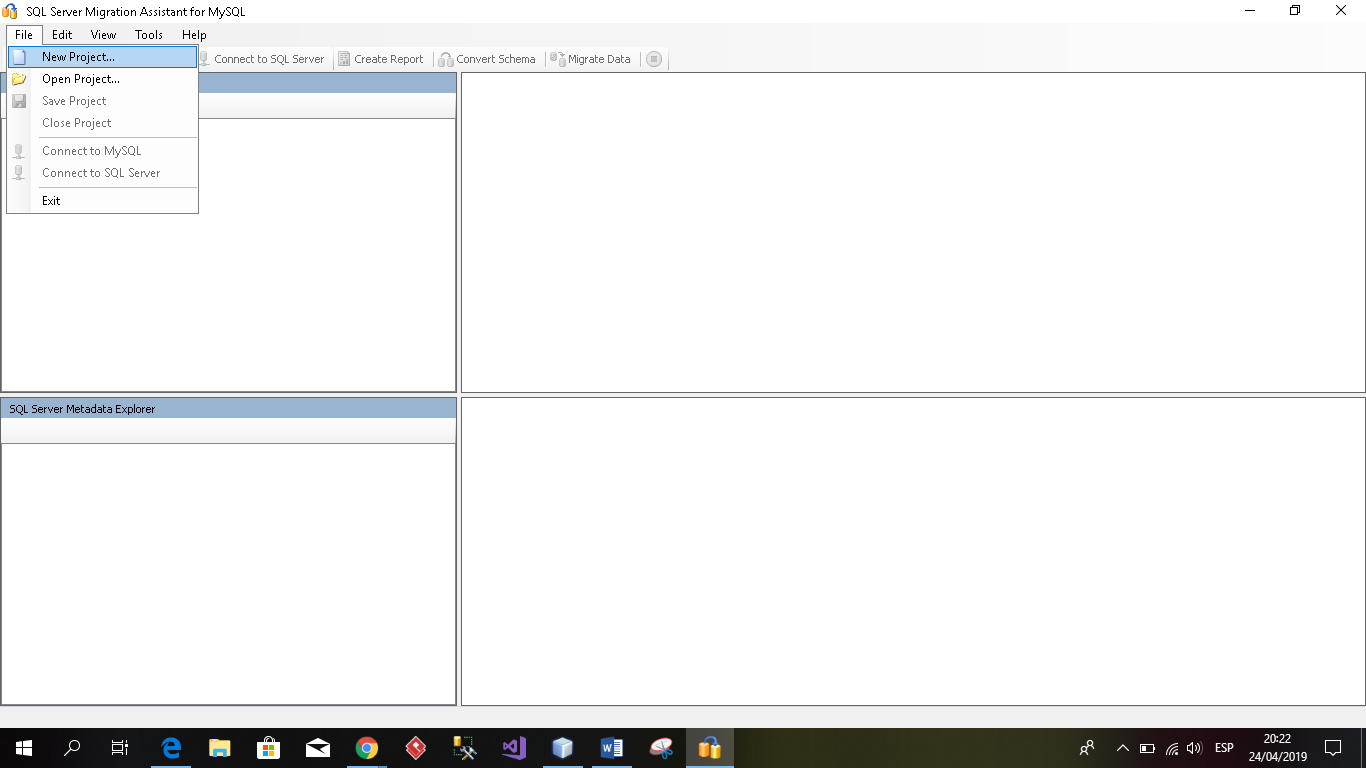 SQL Server Migration Assistant for MySQL
File Edit View Tools Help
New Project...
Connect to SQL Server Create Report Convert Schema Migrate Data
Open Project...
Save Project
Close Project
Connect to MySQL
Connect to SQL Server
Exit
SQL Server Metadata Explorer
ESP
20:22
24/04/2019